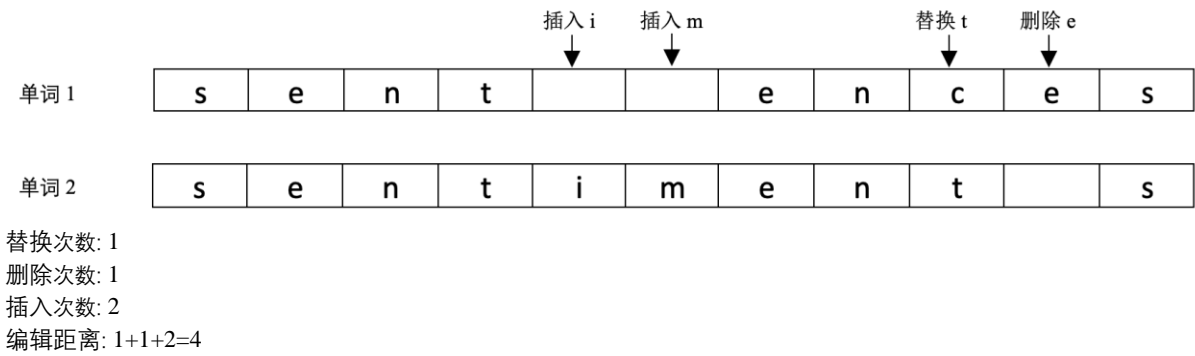 插入 i 插入 m 替换 t 删除 e
单词 1 s e n t e n c e s
单词 2 s e n t i m e n t s
替换次数: 1
删除次数: 1
插入次数: 2
编辑距离: 1+1+2=4